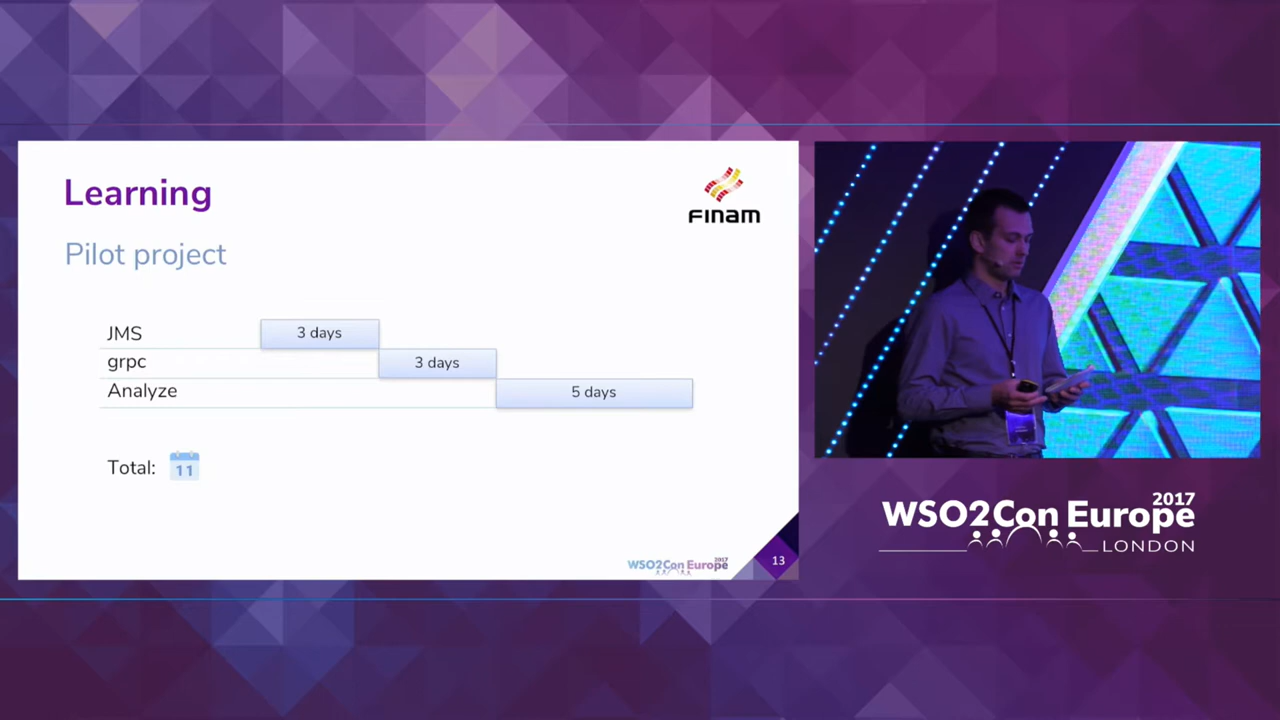 Learning
FINAM
Pilot project
JMS
3 days
grpc
3 days
Analyze
5 days
Total:
11
WSO2Con Europe 2017
13
WSO2Con Europe 2017
LONDON